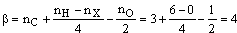 β = n_C + (n_H − n_X)/4 − n_O/2 = 3 + (6−0)/4 − 1/2 = 4